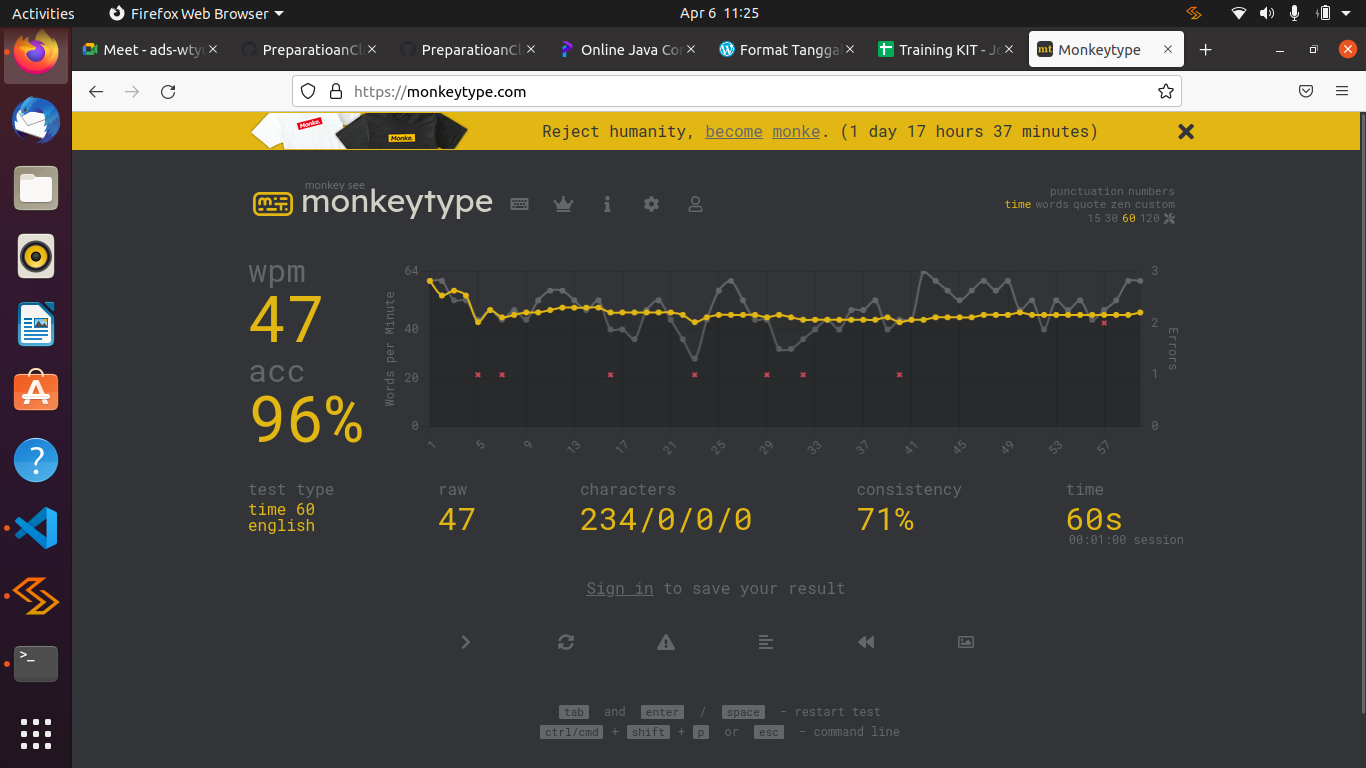 Activities
Firefox Web Browser
Apr 6 11:25
Meet - ads-wtyu
PreparatioanCl
PreparatioanCla
Online Java Con
Format Tangga
Training KIT - Jo
mt Monkeytype
https://monkeytype.com
Monke. Monke.
Reject humanity, become monke. (1 day 17 hours 37 minutes)
monkey see
monkeytype
punctuation numbers
time words quote zen custom
15 30 60 120
wpm
47
acc
96%
Words per Minute
64
40
20
0
3
2
1
0
Errors
1 5 9 13 17 21 25 29 33 37 41 45 49 53 57
test type
time 60
english
raw
47
characters
234/0/0/0
consistency
71%
time
60s
00:01:00 session
Sign in to save your result
tab and enter / space - restart test
ctrl/cmd + shift + p or esc - command line